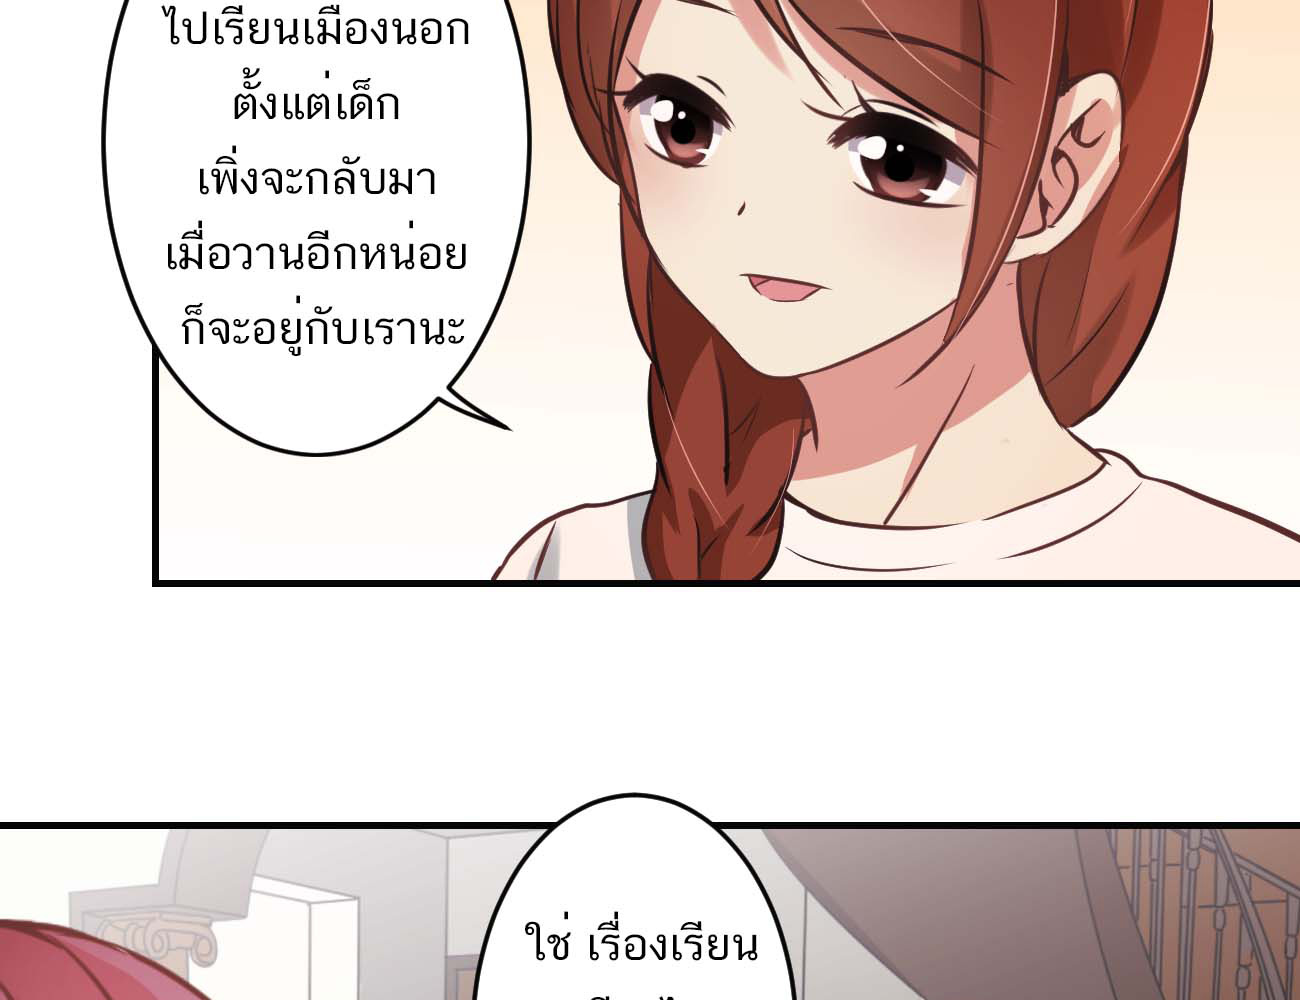 ไปเรียนเมืองนอก
ตั้งแต่เด็ก
เพิ่งจะกลับมา
เมื่อวานอีกหน่อย
ก็จะอยู่กับเรานะ
ใช่ เรื่องเรียน